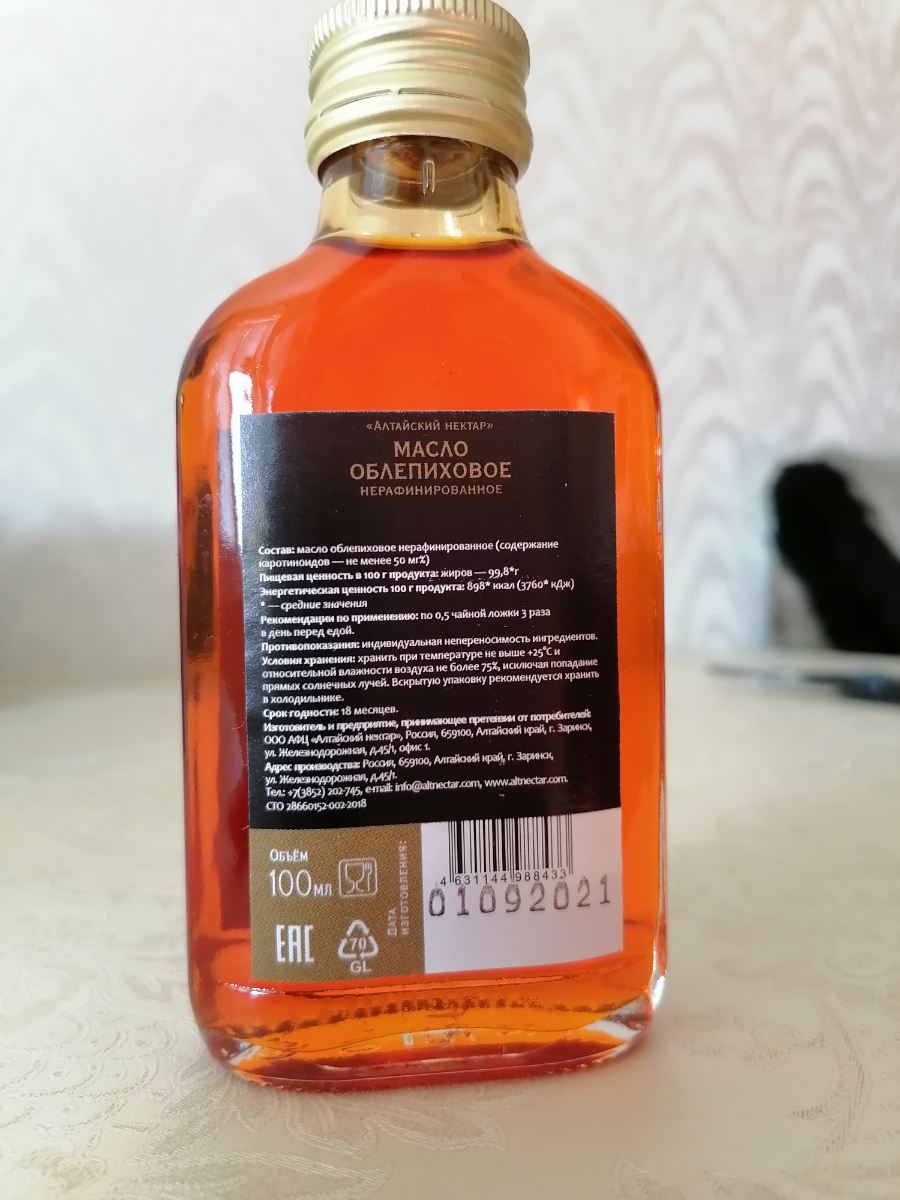 «Алтайский нектар»
МАСЛО
ОБЛЕПИХОВОЕ
НЕРАФИНИРОВАННОЕ
Состав: масло облепиховое нерафинированное (содержание
каротиноидов — не менее 50 мг%)
Пищевая ценность в 100 г продукта: жиров — 99,8*г
Энергетическая ценность 100 г продукта: 898* ккал (3760* кДж)
* — средние значения
Рекомендации по применению: по 0,5 чайной ложки 3 раза
в день перед едой.
Противопоказания: индивидуальная непереносимость ингредиентов.
Условия хранения: хранить при температуре не выше +25°С и
относительной влажности воздуха не более 75%, исключая попадание
прямых солнечных лучей. Вскрытую упаковку рекомендуется хранить
в холодильнике.
Срок годности: 18 месяцев.
Изготовитель и предприятие, принимающее претензии от потребителей:
ООО АФЦ «Алтайский нектар», Россия, 659100, Алтайский край, г. Заринск,
ул. Железнодорожная, д.45/1, офис 1.
Адрес производства: Россия, 659100, Алтайский край, г. Заринск,
ул. Железнодорожная, д.45/1.
Тел.: +7(3852) 202-745, e-mail: info@altnectar.com, www.altnectar.com.
СТО 28660152-002-2018
Объём
100мл
Дата
изготовления:
4 631144 988433
01092021
ЕАС
70
GL